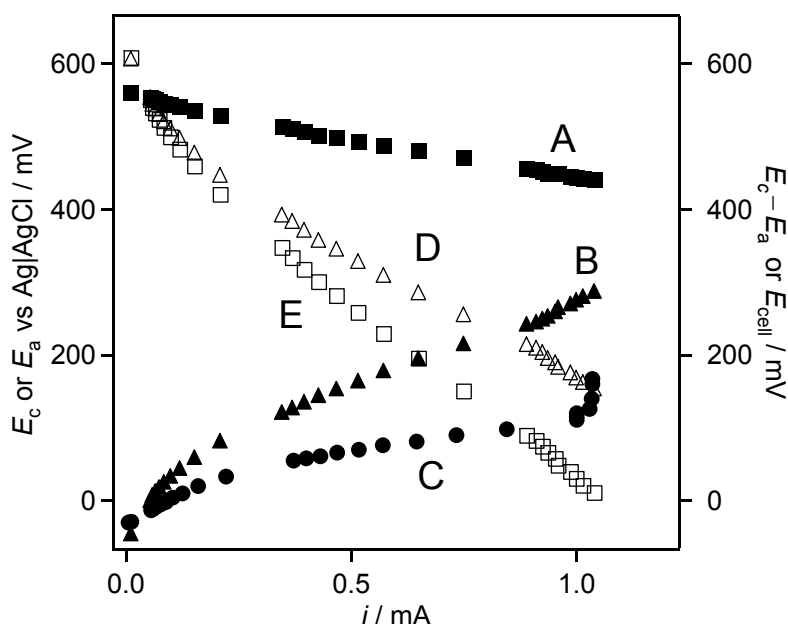 E_c or E_a vs Ag|AgCl / mV
600
400
200
0
A
B
D
E
C
600
400
200
0
E_c – E_a or E_cell / mV
0.0
0.5
1.0
i / mA